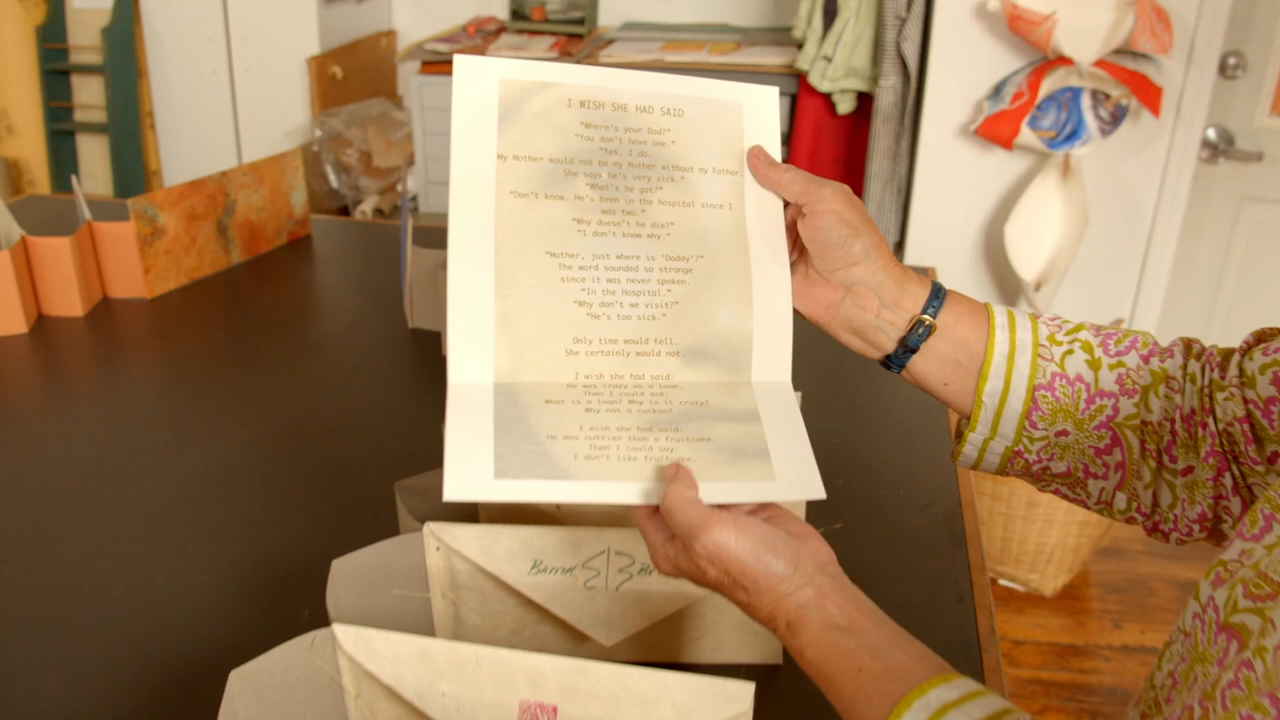 I WISH SHE HAD SAID
"Where's your Dad?"
"You don't have one."
"Yes, I do.
My Mother would not be my Mother without my Father.
She says he's very sick."
"What's he got?"
"Don't know. He's been in the hospital since I
was two."
"Why doesn't he die?"
"I don't know why."
"Mother, just where is 'Daddy'?"
The word sounded so strange
since it was never spoken.
"In the Hospital."
"Why don't we visit?"
"He's too sick."
Only time would tell.
She certainly would not.
I wish she had said:
He was crazy as a loon.
Then I could ask:
What is a loon? Why is it crazy?
Why not a cuckoo?
I wish she had said:
He was nuttier than a fruitcake.
Then I could say:
I don't like fruitcake.